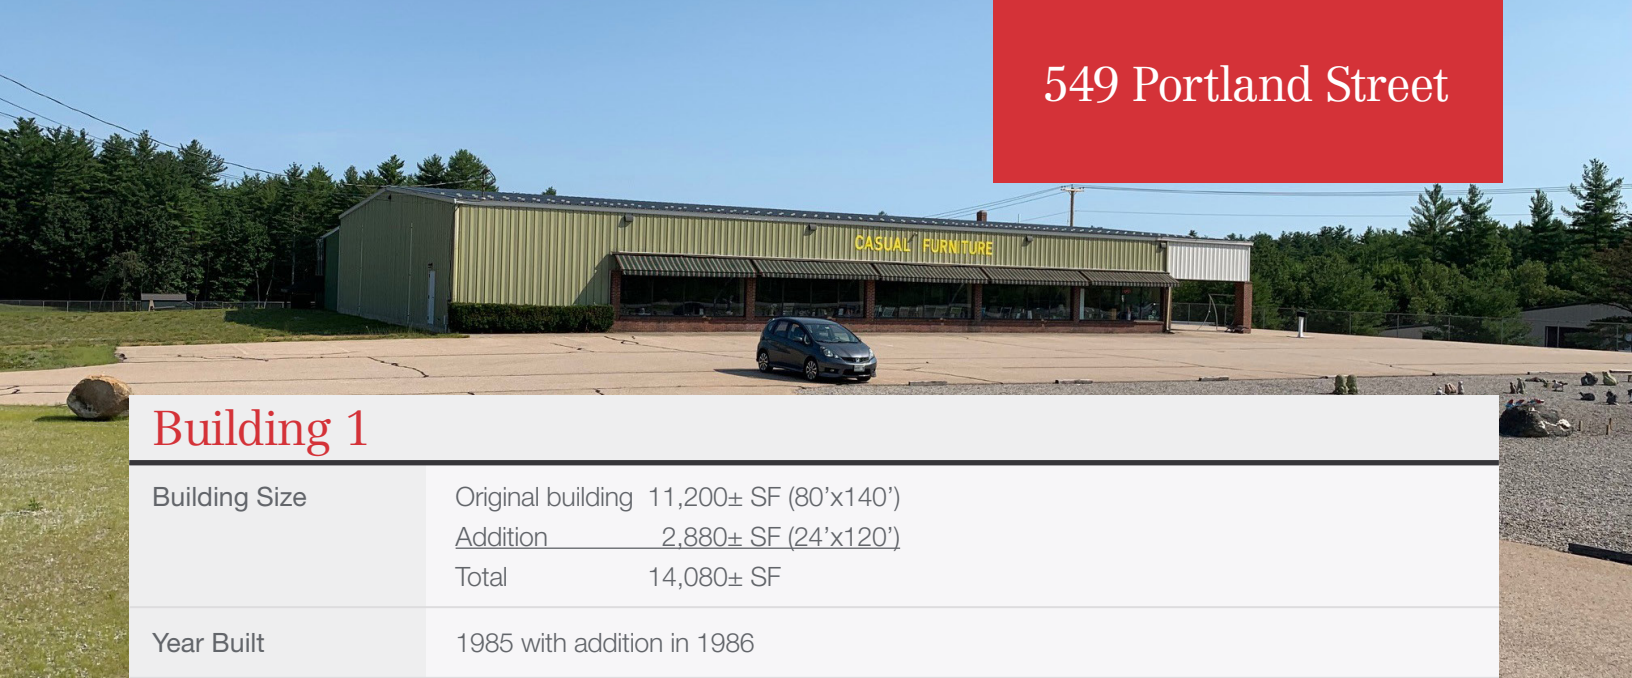 549 Portland Street
CASUAL FURNITURE
Building 1
Building Size
Original building 11,200± SF (80’x140’)
Addition 2,880± SF (24’x120’)
Total 14,080± SF
Year Built
1985 with addition in 1986